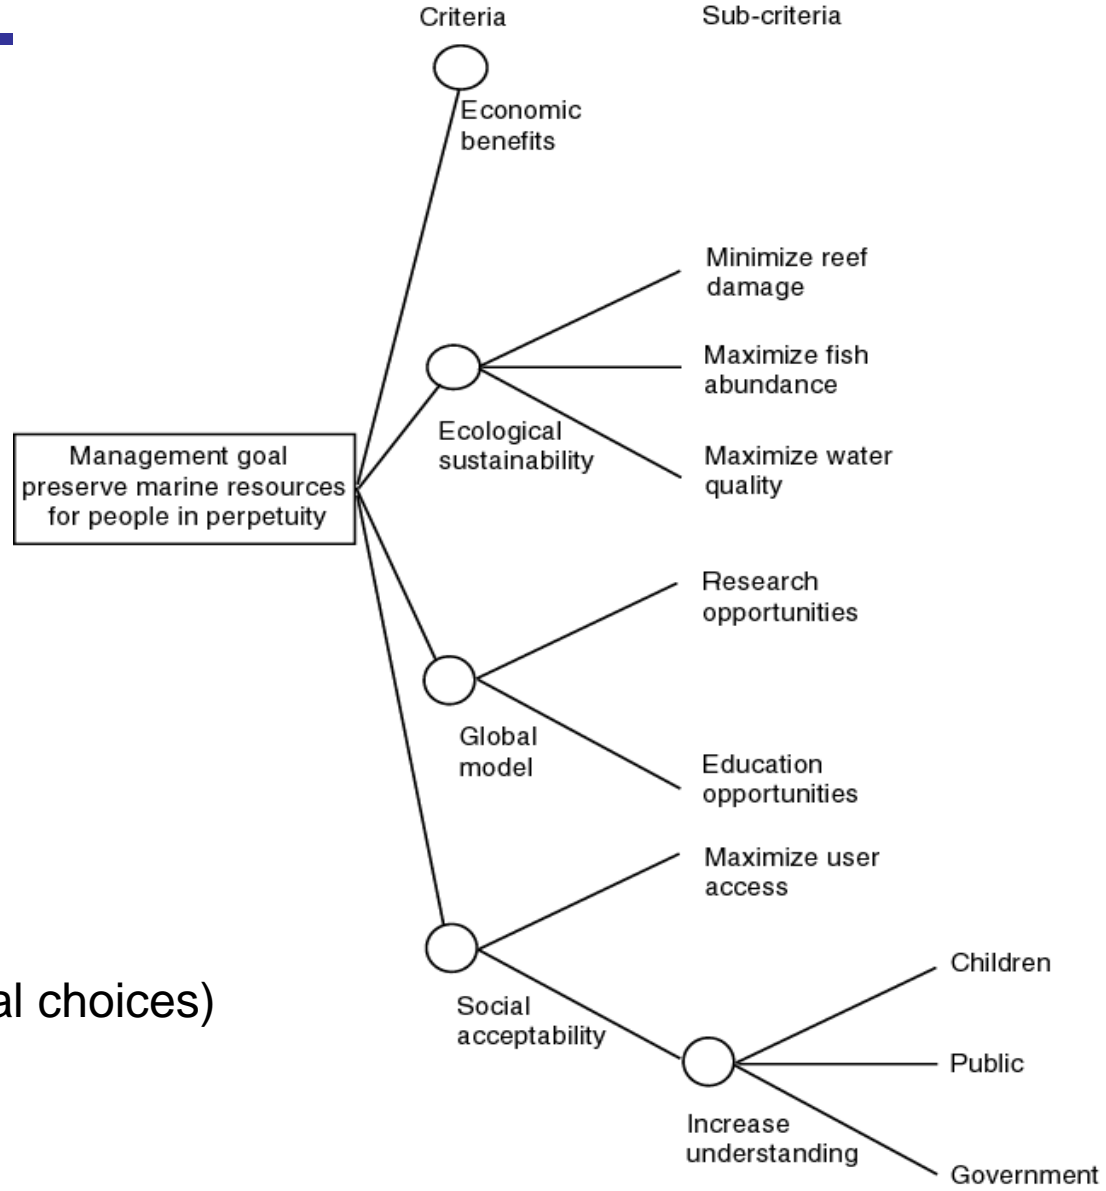 Criteria
Sub-criteria
Economic
benefits
Minimize reef
damage
Maximize fish
abundance
Ecological
sustainability
Maximize water
quality
Management goal
preserve marine resources
for people in perpetuity
Research
opportunities
Global
model
Education
opportunities
Maximize user
access
Children
al choices)
Social
acceptability
Public
Increase
understanding
Government